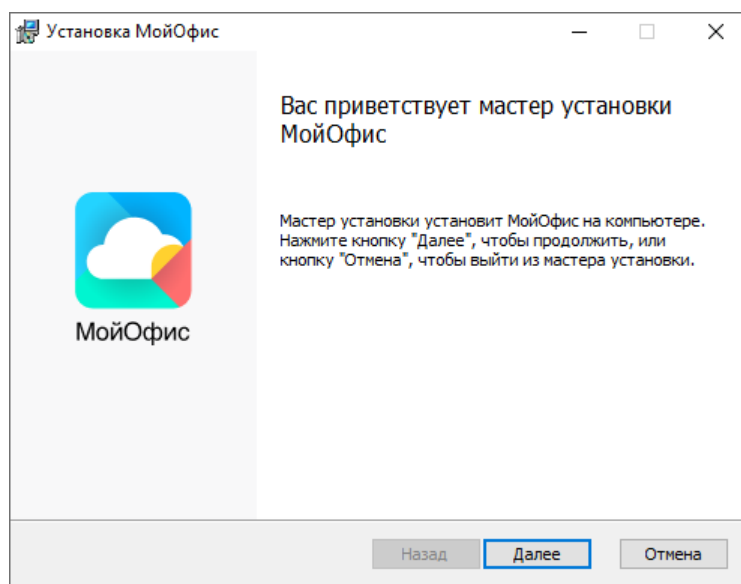 Установка МойОфис
Вас приветствует мастер установки
МойОфис
Мастер установки установит МойОфис на компьютере.
Нажмите кнопку "Далее", чтобы продолжить, или
кнопку "Отмена", чтобы выйти из мастера установки.
МойОфис
Назад
Далее
Отмена